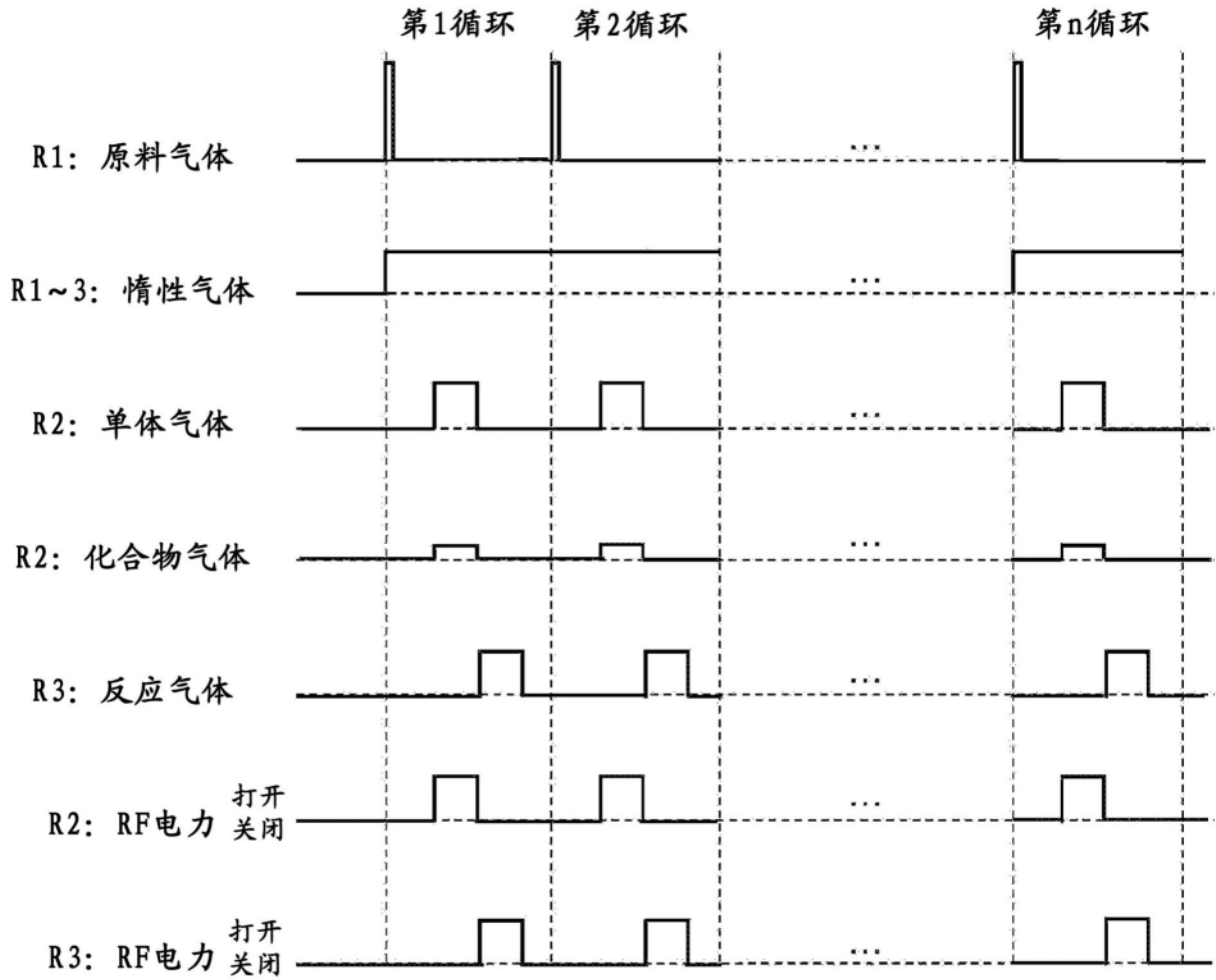 第1循环 第2循环 第n循环
R1: 原料气体 ...
R1~3: 惰性气体 ...
R2: 单体气体 ...
R2: 化合物气体 ...
R3: 反应气体 ...
打开
R2: RF电力 关闭 ...
打开
R3: RF电力 关闭 ...